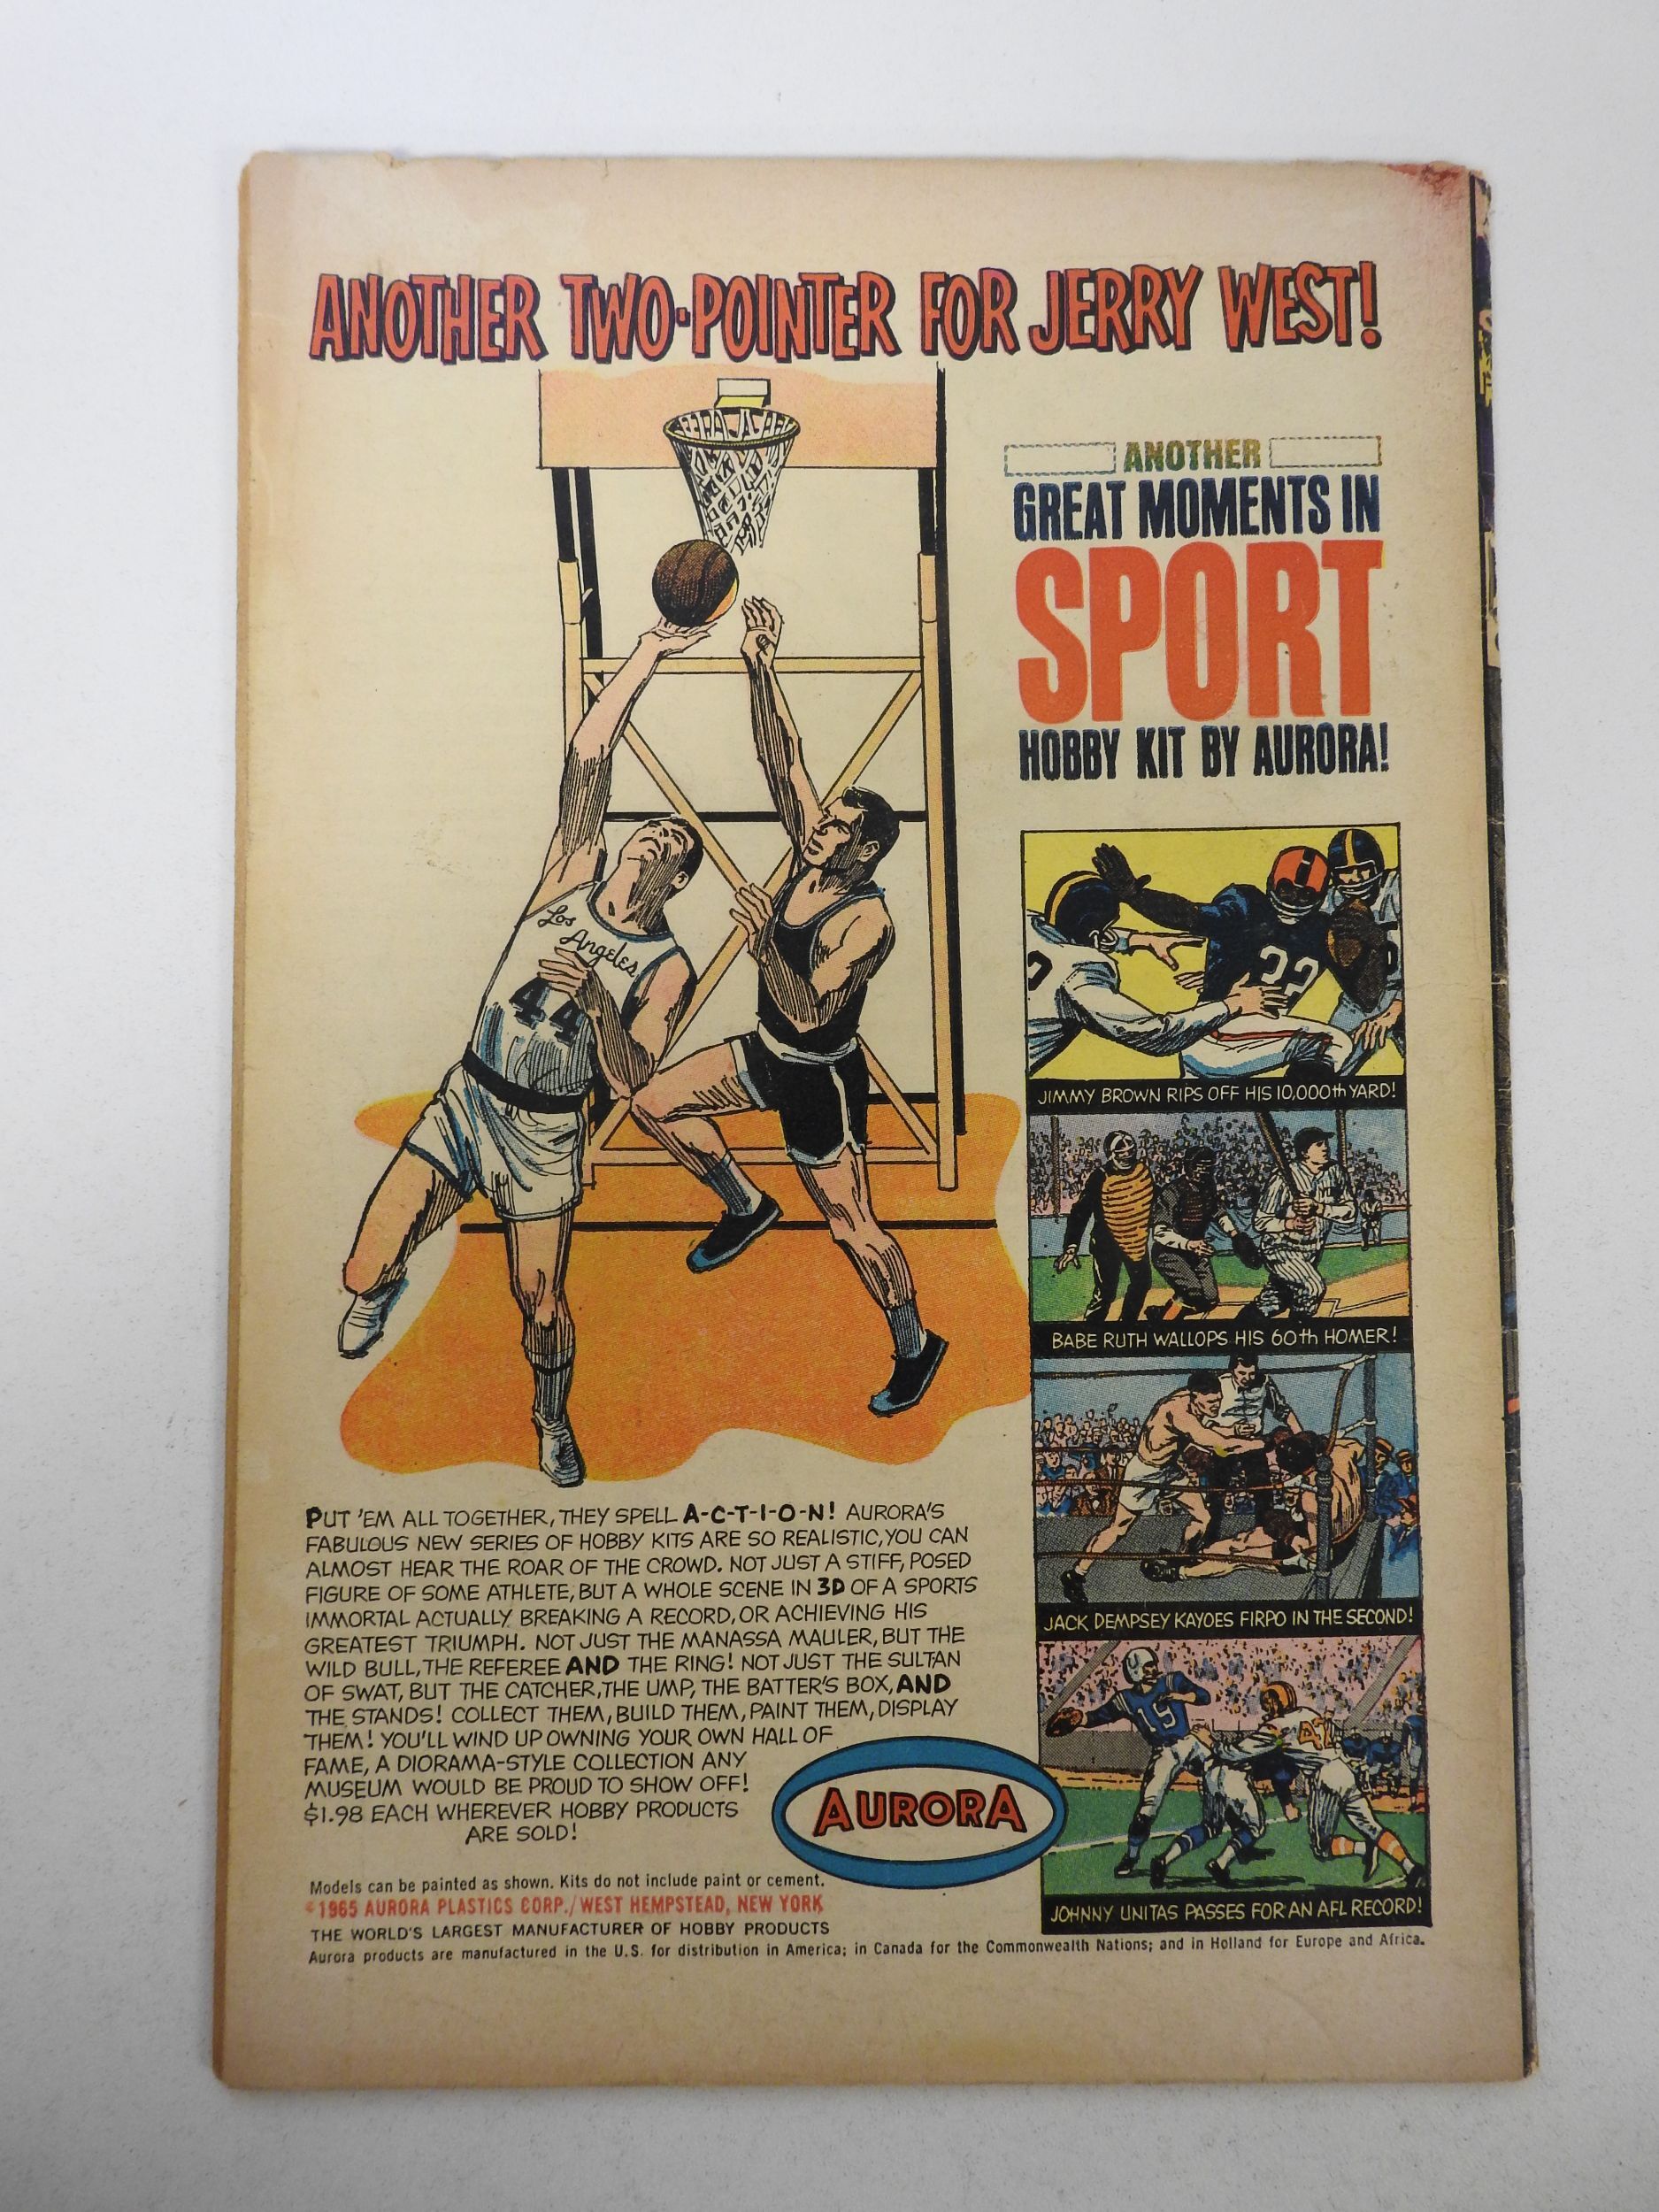 ANOTHER TWO-POINTER FOR JERRY WEST!
ANOTHER
GREAT MOMENTS IN
SPORT
HOBBY KIT BY AURORA!
Los
Angeles
44
32
JIMMY BROWN RIPS OFF HIS 10,000th YARD!
BABE RUTH WALLOPS HIS 60th HOMER!
JACK DEMPSEY KAYOES FIRPO IN THE SECOND!
19
47
JOHNNY UNITAS PASSES FOR AN AFL RECORD!
PUT 'EM ALL TOGETHER, THEY SPELL A-C-T-I-O-N! AURORA'S
FABULOUS NEW SERIES OF HOBBY KITS ARE SO REALISTIC, YOU CAN
ALMOST HEAR THE ROAR OF THE CROWD. NOT JUST A STIFF, POSED
FIGURE OF SOME ATHLETE, BUT A WHOLE SCENE IN 3D OF A SPORTS
IMMORTAL ACTUALLY BREAKING A RECORD, OR ACHIEVING HIS
GREATEST TRIUMPH. NOT JUST THE MANASSA MAULER, BUT THE
WILD BULL, THE REFEREE AND THE RING! NOT JUST THE SULTAN
OF SWAT, BUT THE CATCHER, THE UMP, THE BATTER'S BOX, AND
THE STANDS! COLLECT THEM, BUILD THEM, PAINT THEM, DISPLAY
THEM! YOU'LL WIND UP OWNING YOUR OWN HALL OF
FAME, A DIORAMA-STYLE COLLECTION ANY
MUSEUM WOULD BE PROUD TO SHOW OFF!
$1.98 EACH WHEREVER HOBBY PRODUCTS
ARE SOLD!
AURORA
Models can be painted as shown. Kits do not include paint or cement.
©1965 AURORA PLASTICS CORP./WEST HEMPSTEAD, NEW YORK
THE WORLD'S LARGEST MANUFACTURER OF HOBBY PRODUCTS
Aurora products are manufactured in the U.S. for distribution in America; in Canada for the Commonwealth Nations; and in Holland for Europe and Africa.